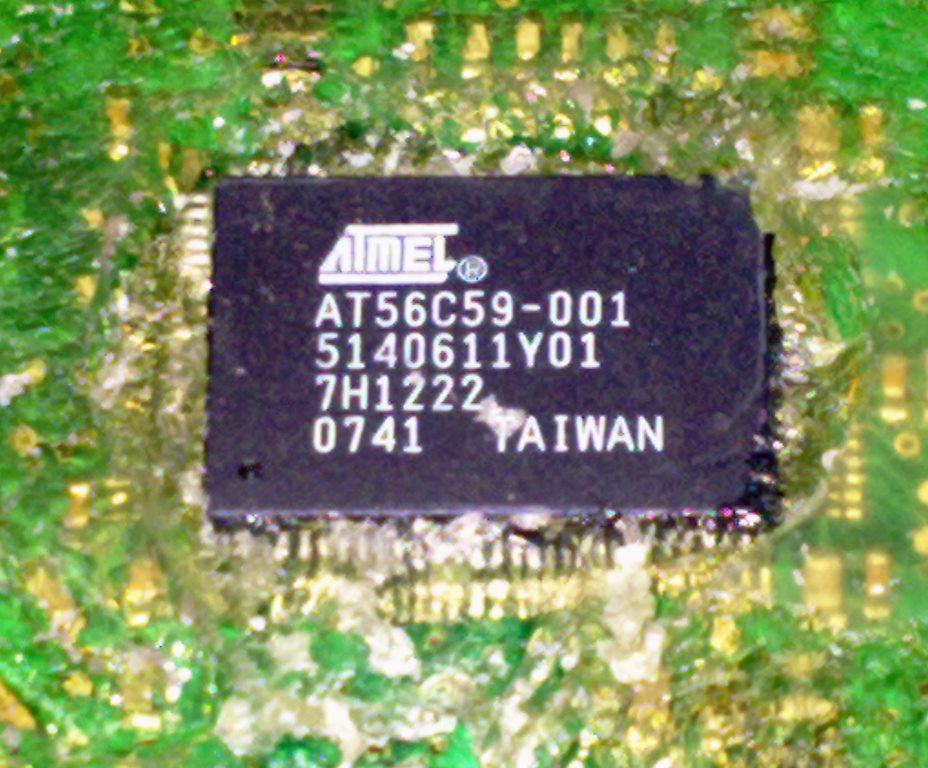 ATMEL®
AT56C59-001
5140611Y01
7H1222
0741 TAIWAN